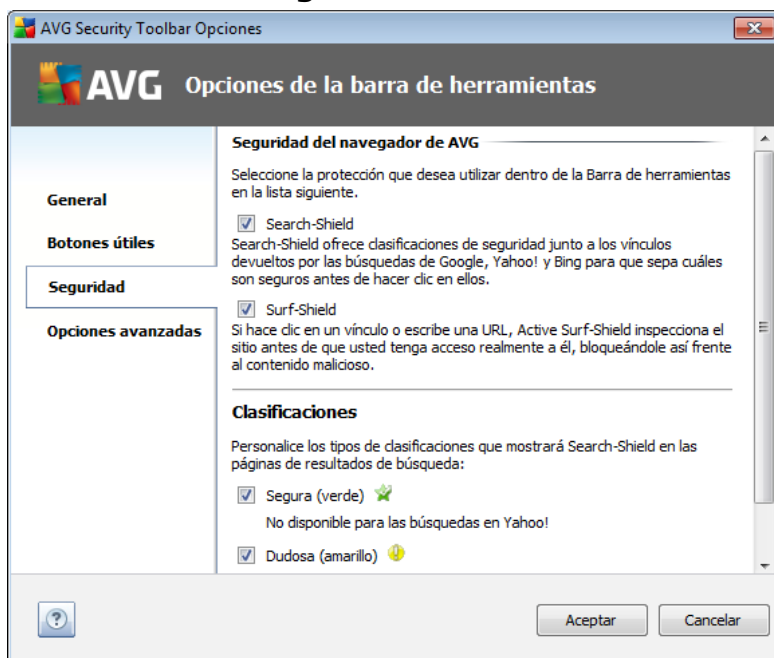 AVG Security Toolbar Opciones
AVG Opciones de la barra de herramientas
General
Botones útiles
Seguridad
Opciones avanzadas
Seguridad del navegador de AVG
Seleccione la protección que desea utilizar dentro de la Barra de herramientas
en la lista siguiente.
Search-Shield
Search-Shield ofrece clasificaciones de seguridad junto a los vínculos
devueltos por las búsquedas de Google, Yahoo! y Bing para que sepa cuáles
son seguros antes de hacer clic en ellos.
Surf-Shield
Si hace clic en un vínculo o escribe una URL, Active Surf-Shield inspecciona el
sitio antes de que usted tenga acceso realmente a él, bloqueándole así frente
al contenido malicioso.
Clasificaciones
Personalice los tipos de clasificaciones que mostrará Search-Shield en las
páginas de resultados de búsqueda:
Segura (verde)
No disponible para las búsquedas en Yahoo!
Dudosa (amarillo)
?
Aceptar
Cancelar